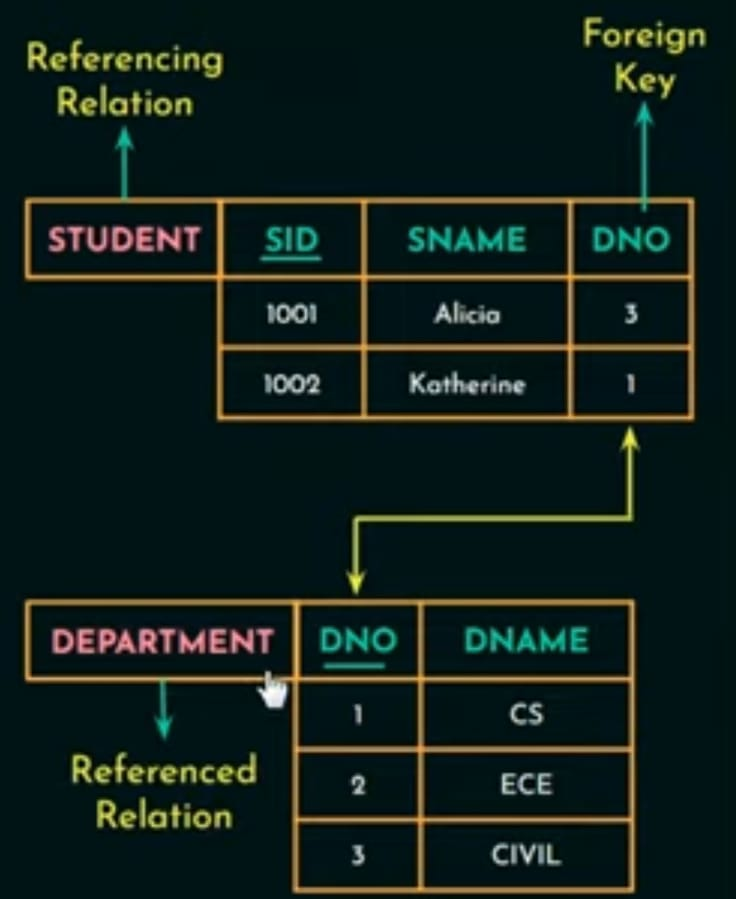 Referencing
Relation
Foreign
Key
STUDENT SID SNAME DNO
1001 Alicia 3
1002 Katherine 1
DEPARTMENT DNO DNAME
1 CS
2 ECE
3 CIVIL
Referenced
Relation